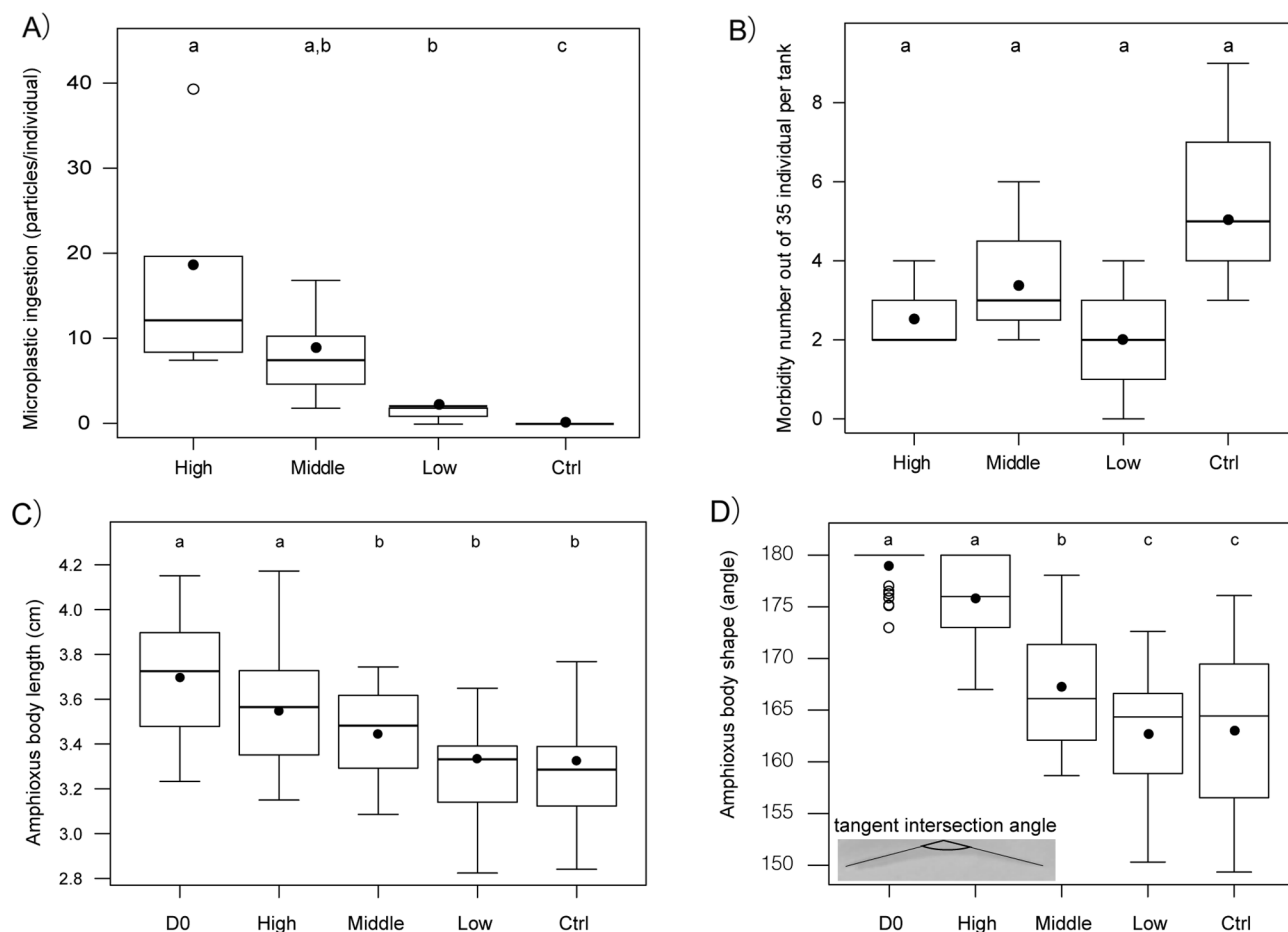 A)
Microplastic ingestion (particles/individual)
40
30
20
10
0
a a,b b c
High Middle Low Ctrl
B)
Morbidity number out of 35 individual per tank
8
6
4
2
0
a a a a
High Middle Low Ctrl
C)
Amphioxus body length (cm)
4.2
4.0
3.8
3.6
3.4
3.2
3.0
2.8
a a b b b
D0 High Middle Low Ctrl
D)
Amphioxus body shape (angle)
180
175
170
165
160
155
150
a a b c c
tangent intersection angle
D0 High Middle Low Ctrl